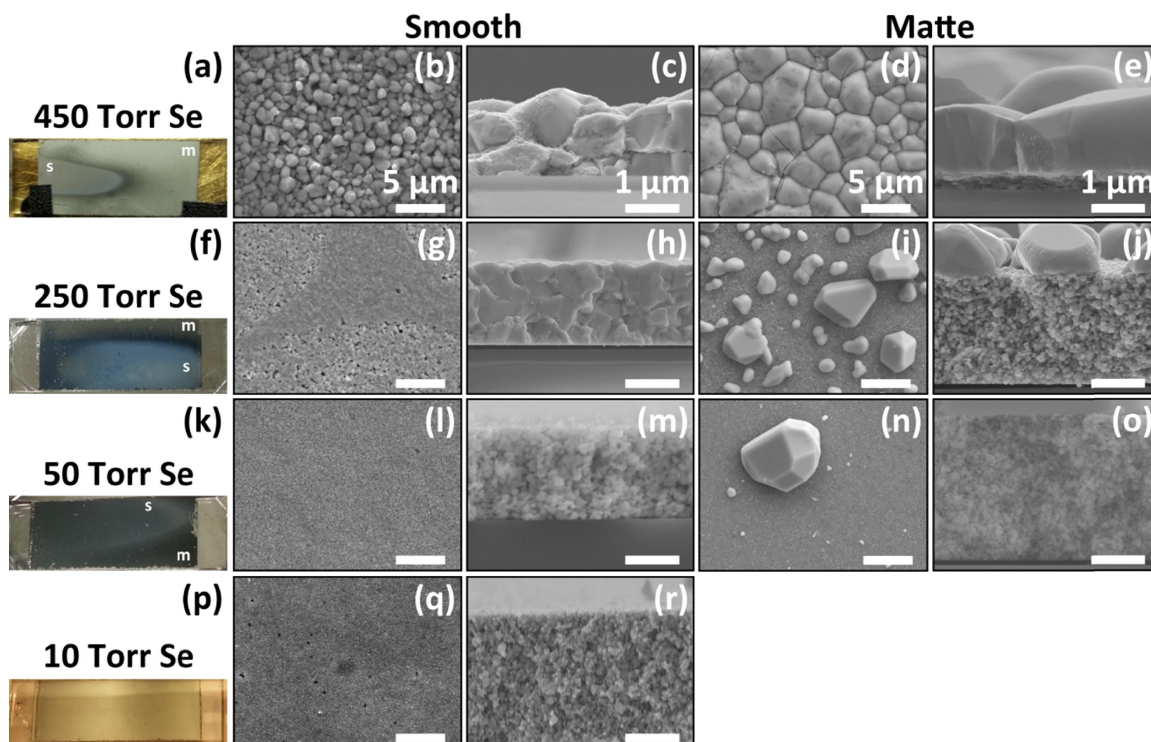 Smooth Matte
(a) (b) (c) (d) (e)
450 Torr Se
m
s
5 μm 1 μm 5 μm 1 μm
(f) (g) (h) (i) (j)
250 Torr Se
m
s
(k) (l) (m) (n) (o)
50 Torr Se
s
m
(p) (q) (r)
10 Torr Se